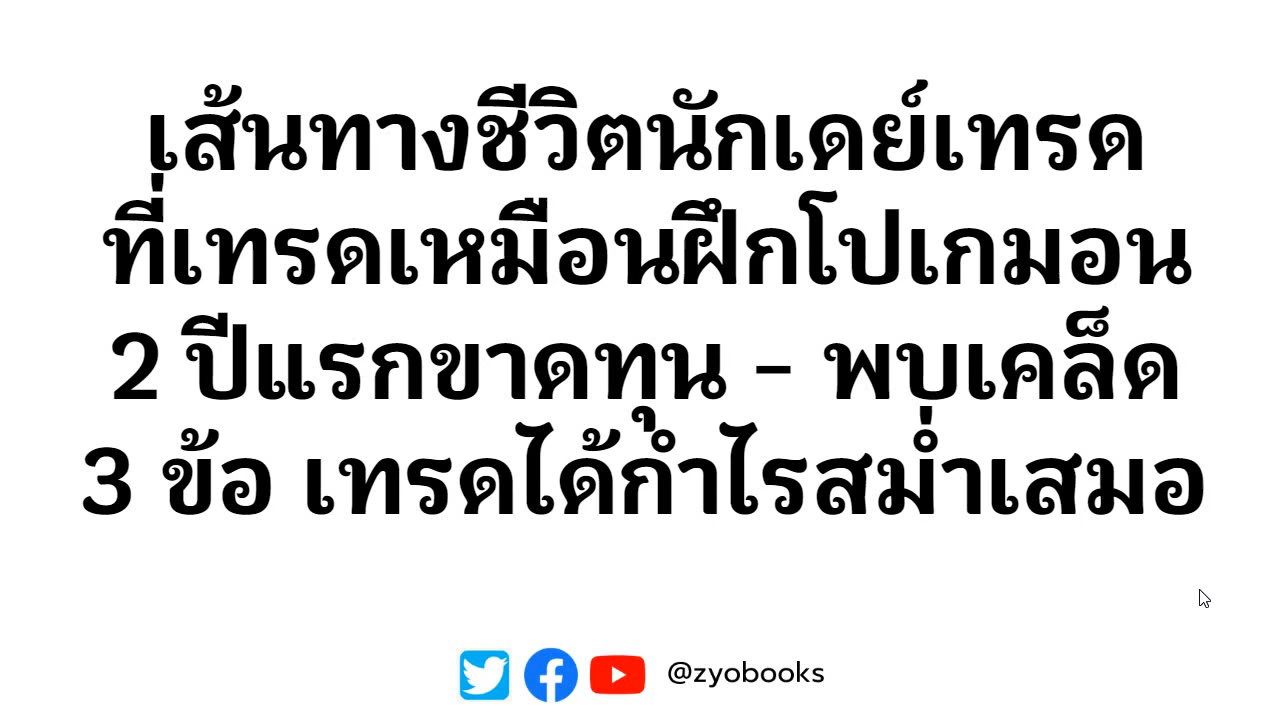 เส้นทางชีวิตนักเดย์เทรด
ที่เทรดเหมือนฝึกโปเกมอน
2 ปีแรกขาดทุน - พบเคล็ด
3 ข้อ เทรดได้กำไรสม่ำเสมอ
@zyobooks